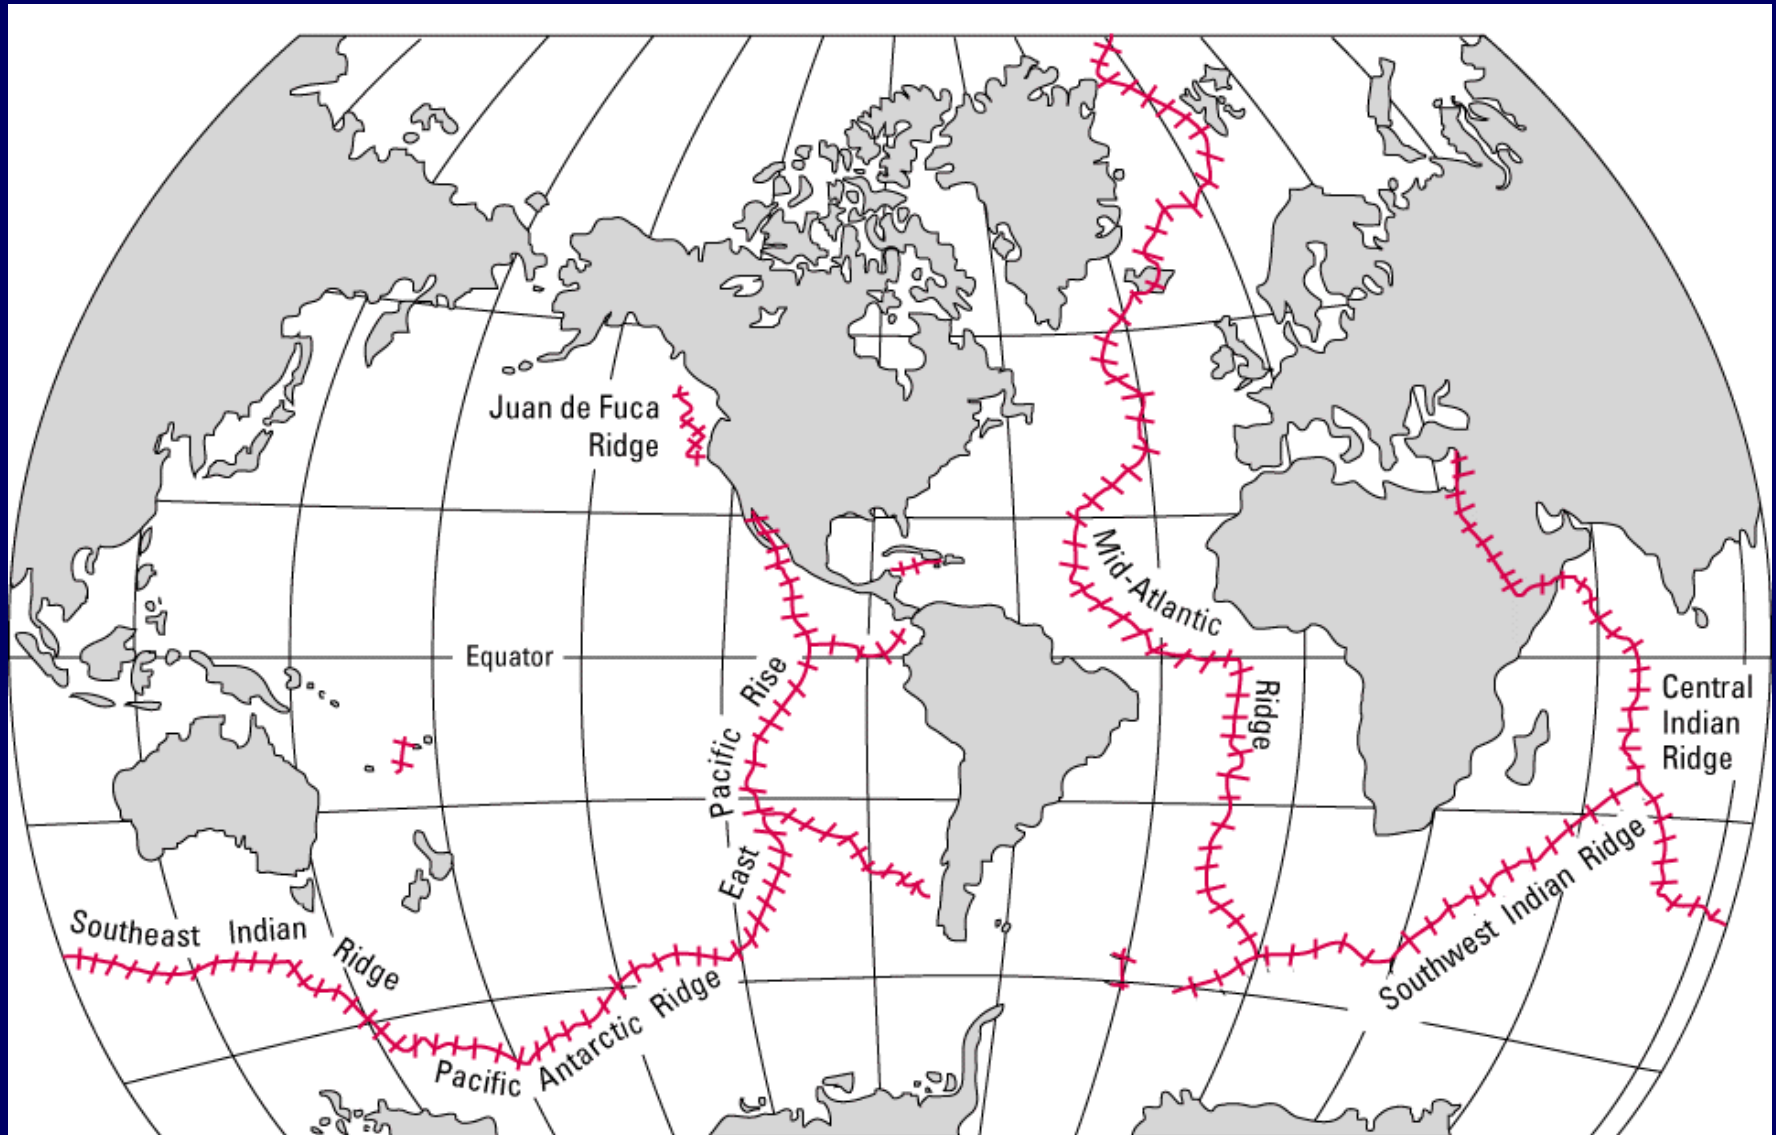 Juan de Fuca
Ridge
Mid-Atlantic
Ridge
Equator
East Pacific Rise
Central
Indian
Ridge
Southeast Indian Ridge
Southwest Indian Ridge
Pacific Antarctic Ridge